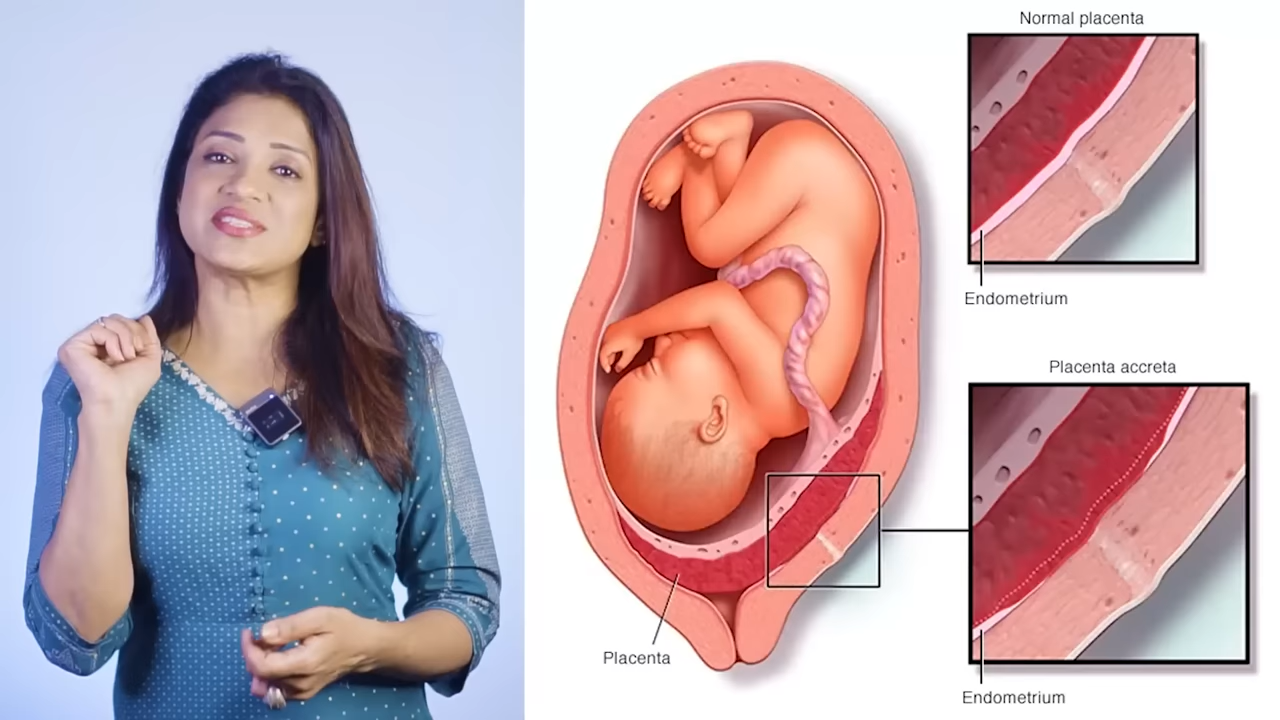 Normal placenta
Endometrium
Placenta accreta
Placenta
Endometrium